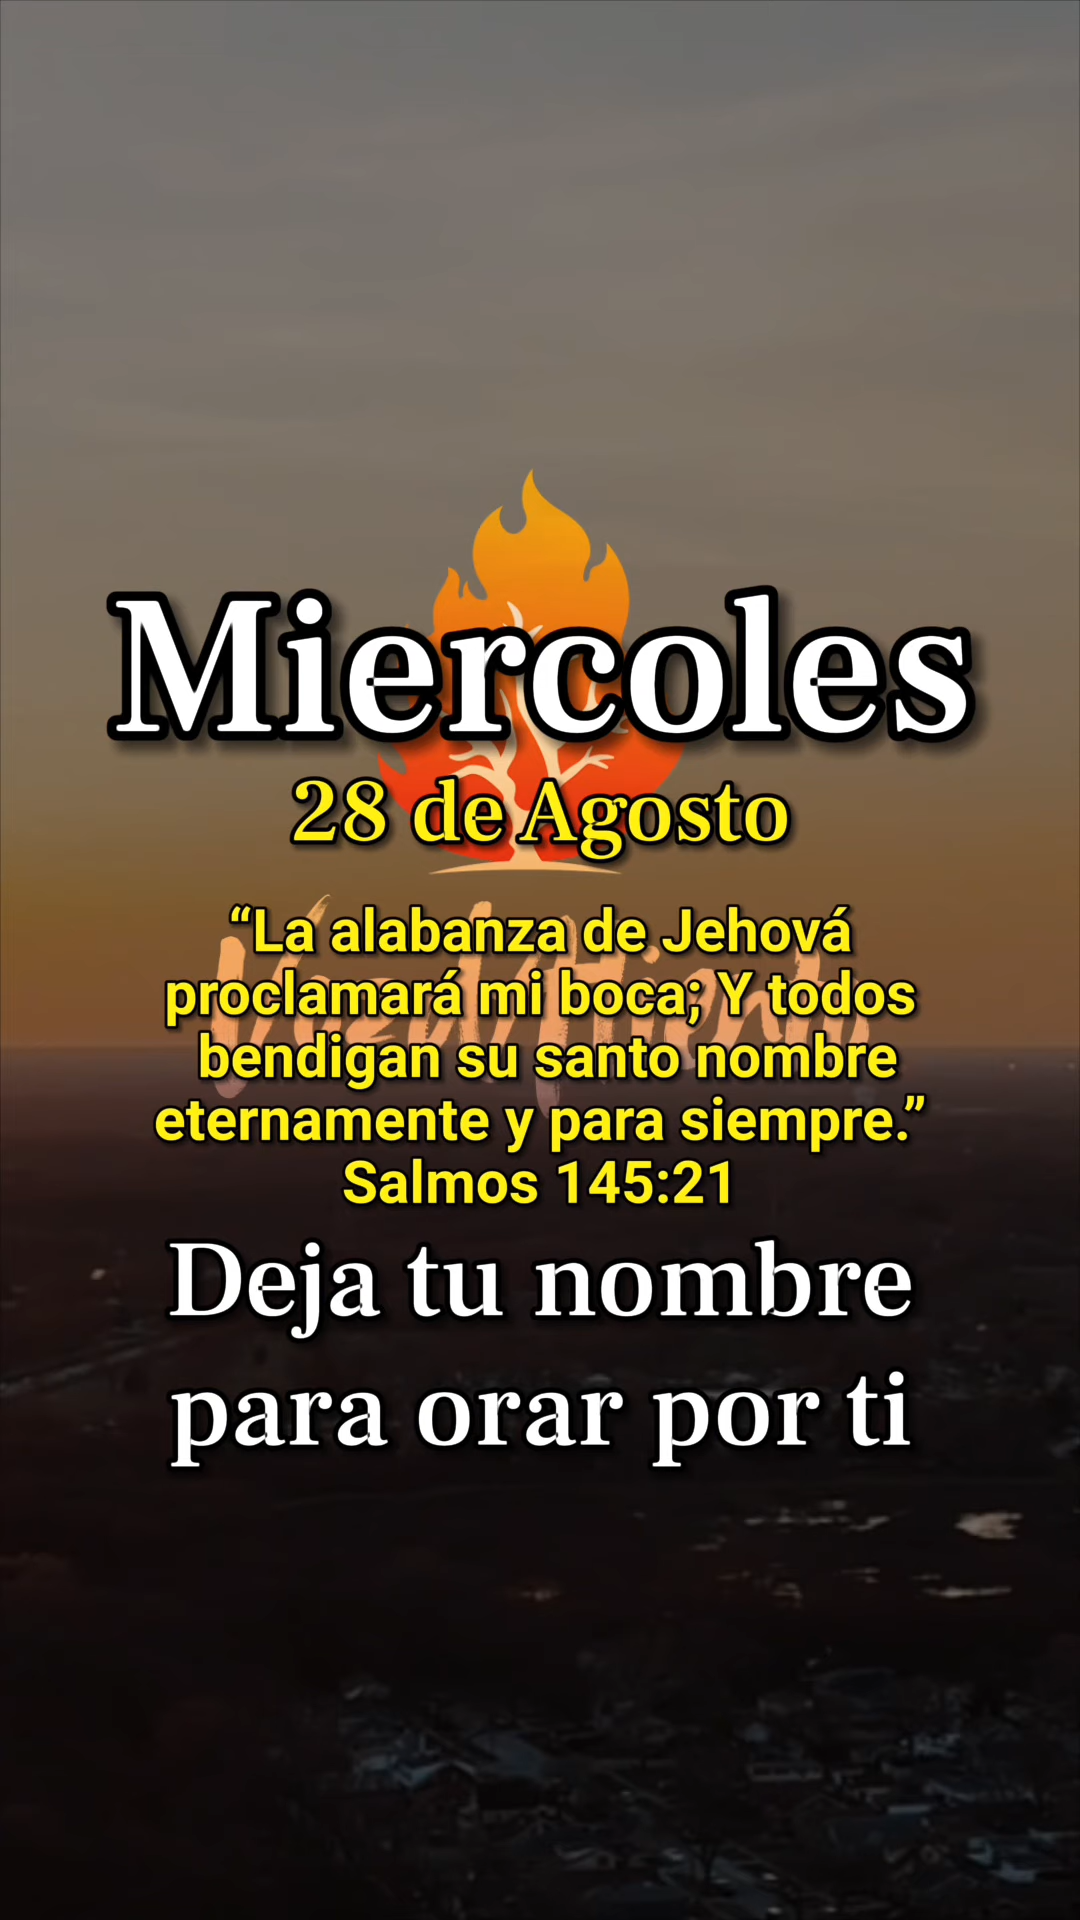 Miercoles
28 de Agosto
“La alabanza de Jehová
proclamará mi boca; Y todos
bendigan su santo nombre
eternamente y para siempre.”
Salmos 145:21
Deja tu nombre
para orar por ti